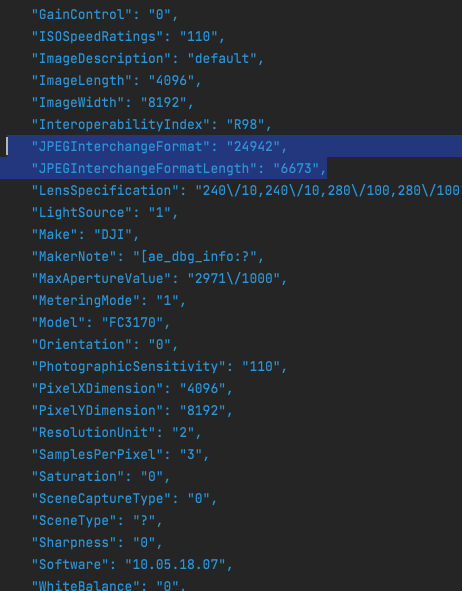 "GainControl": "0",
"ISOSpeedRatings": "110",
"ImageDescription": "default",
"ImageLength": "4096",
"ImageWidth": "8192",
"InteroperabilityIndex": "R98",
"JPEGInterchangeFormat": "24942",
"JPEGInterchangeFormatLength": "6673",
"LensSpecification": "240\/10,240\/10,280\/100,280\/100
"LightSource": "1",
"Make": "DJI",
"MakerNote": "[ae_dbg_info:?",
"MaxApertureValue": "2971\/1000",
"MeteringMode": "1",
"Model": "FC3170",
"Orientation": "0",
"PhotographicSensitivity": "110",
"PixelXDimension": "4096",
"PixelYDimension": "8192",
"ResolutionUnit": "2",
"SamplesPerPixel": "3",
"Saturation": "0",
"SceneCaptureType": "0",
"SceneType": "?",
"Sharpness": "0",
"Software": "10.05.18.07",
"WhiteBalance": "0",